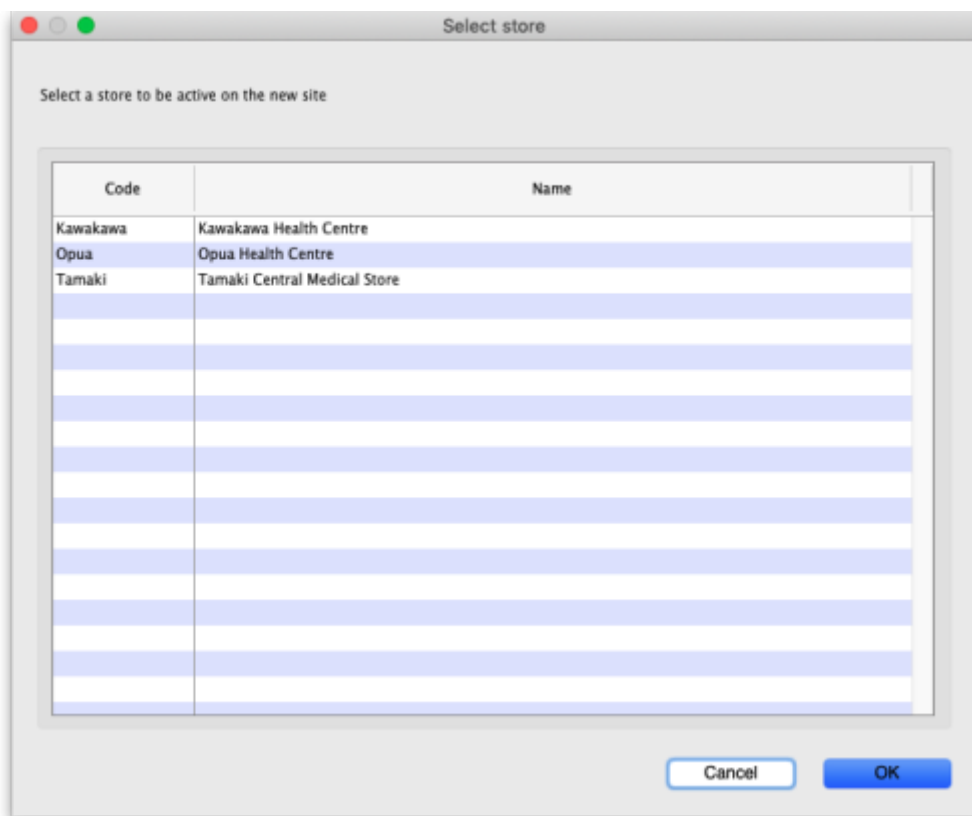 Select store
Select a store to be active on the new site
Code Name
Kawakawa Kawakawa Health Centre
Opua Opua Health Centre
Tamaki Tamaki Central Medical Store
Cancel OK